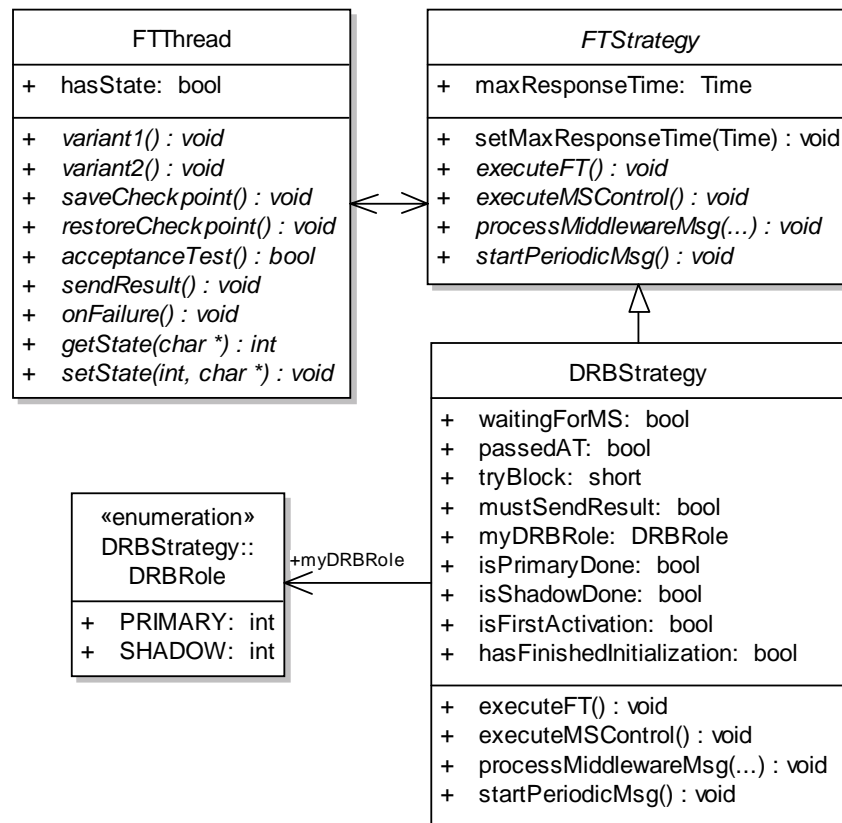 FTThread
+ hasState: bool
+ variant1() : void
+ variant2() : void
+ saveCheckpoint() : void
+ restoreCheckpoint() : void
+ acceptanceTest() : bool
+ sendResult() : void
+ onFailure() : void
+ getState(char *) : int
+ setState(int, char *) : void
FTStrategy
+ maxResponseTime: Time
+ setMaxResponseTime(Time) : void
+ executeFT() : void
+ executeMSControl() : void
+ processMiddlewareMsg(...) : void
+ startPeriodicMsg() : void
«enumeration»
DRBStrategy::
DRBRole
+ PRIMARY: int
+ SHADOW: int
+myDRBRole
DRBStrategy
+ waitingForMS: bool
+ passedAT: bool
+ tryBlock: short
+ mustSendResult: bool
+ myDRBRole: DRBRole
+ isPrimaryDone: bool
+ isShadowDone: bool
+ isFirstActivation: bool
+ hasFinishedInitialization: bool
+ executeFT() : void
+ executeMSControl() : void
+ processMiddlewareMsg(...) : void
+ startPeriodicMsg() : void